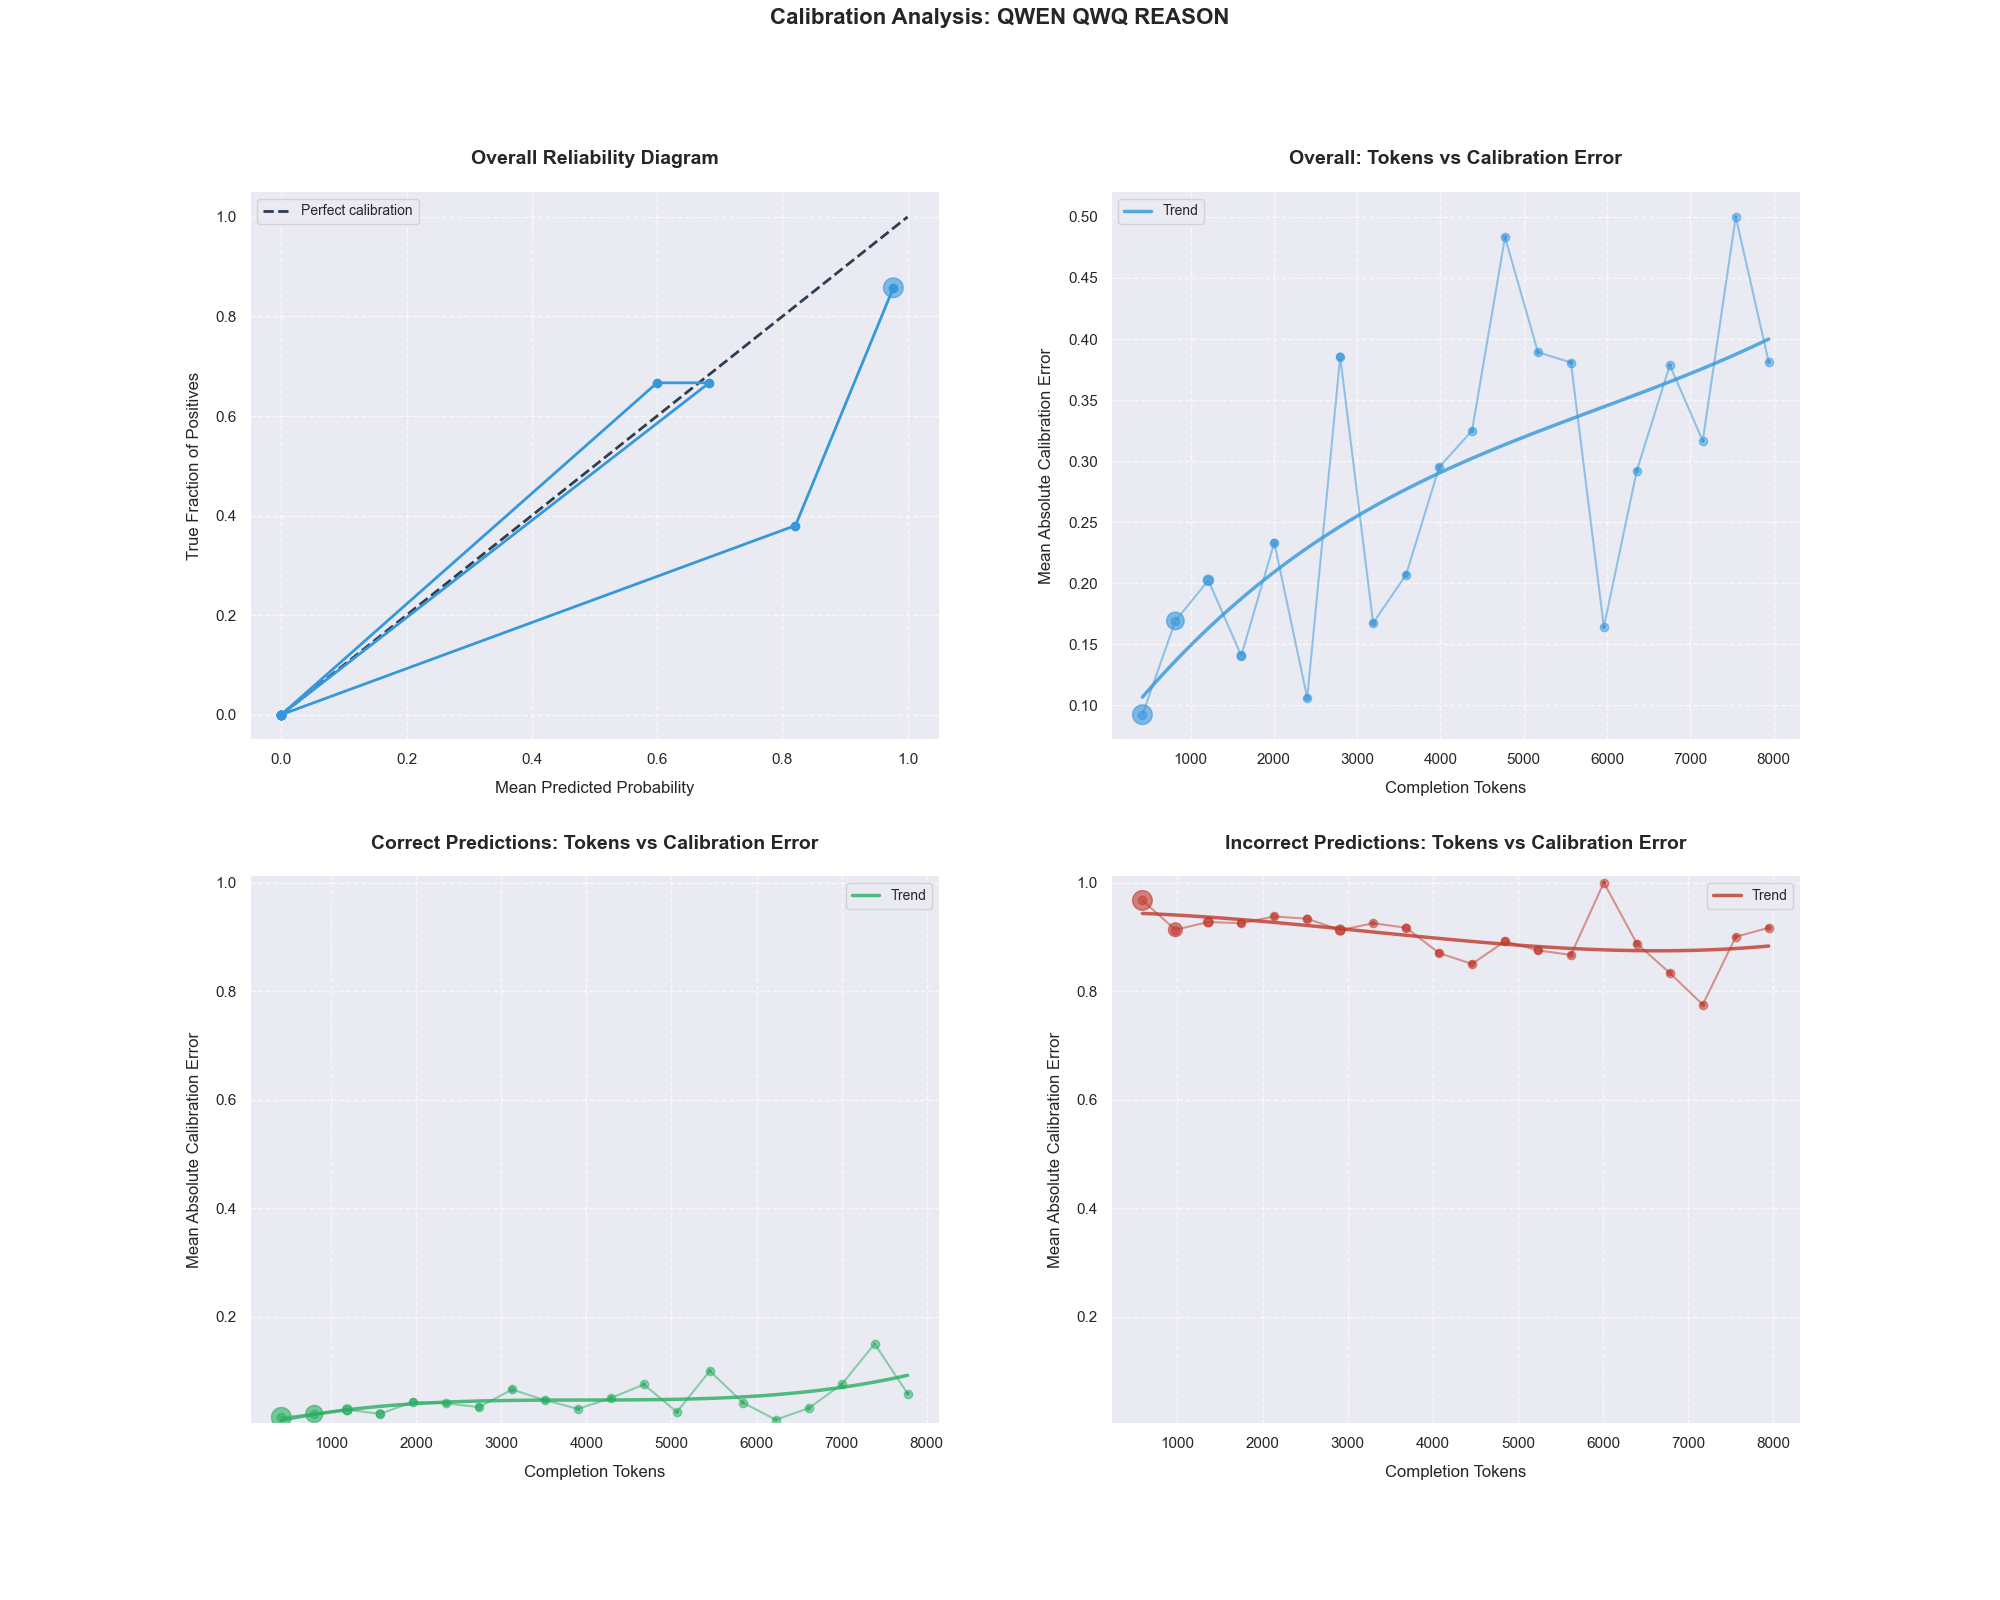 Calibration Analysis: QWEN QWQ REASON
Overall Reliability Diagram
Perfect calibration
True Fraction of Positives
1.0
0.8
0.6
0.4
0.2
0.0
0.0 0.2 0.4 0.6 0.8 1.0
Mean Predicted Probability
Overall: Tokens vs Calibration Error
Trend
Mean Absolute Calibration Error
0.50
0.45
0.40
0.35
0.30
0.25
0.20
0.15
0.10
1000 2000 3000 4000 5000 6000 7000 8000
Completion Tokens
Correct Predictions: Tokens vs Calibration Error
Trend
Mean Absolute Calibration Error
1.0
0.8
0.6
0.4
0.2
1000 2000 3000 4000 5000 6000 7000 8000
Completion Tokens
Incorrect Predictions: Tokens vs Calibration Error
Trend
Mean Absolute Calibration Error
1.0
0.8
0.6
0.4
0.2
1000 2000 3000 4000 5000 6000 7000 8000
Completion Tokens